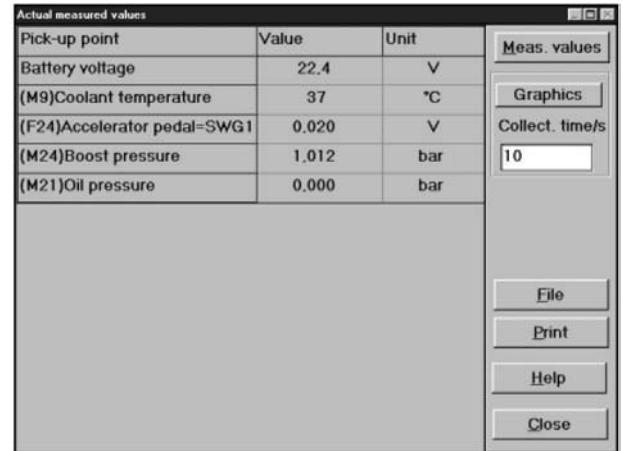 Actual measured values
Pick-up point Value Unit
Battery voltage 22.4 V
(M9)Coolant temperature 37 °C
(F24)Accelerator pedal=SWG1 0.020 V
(M24)Boost pressure 1.012 bar
(M21)Oil pressure 0.000 bar
Meas. values
Graphics
Collect. time/s
10
File
Print
Help
Close